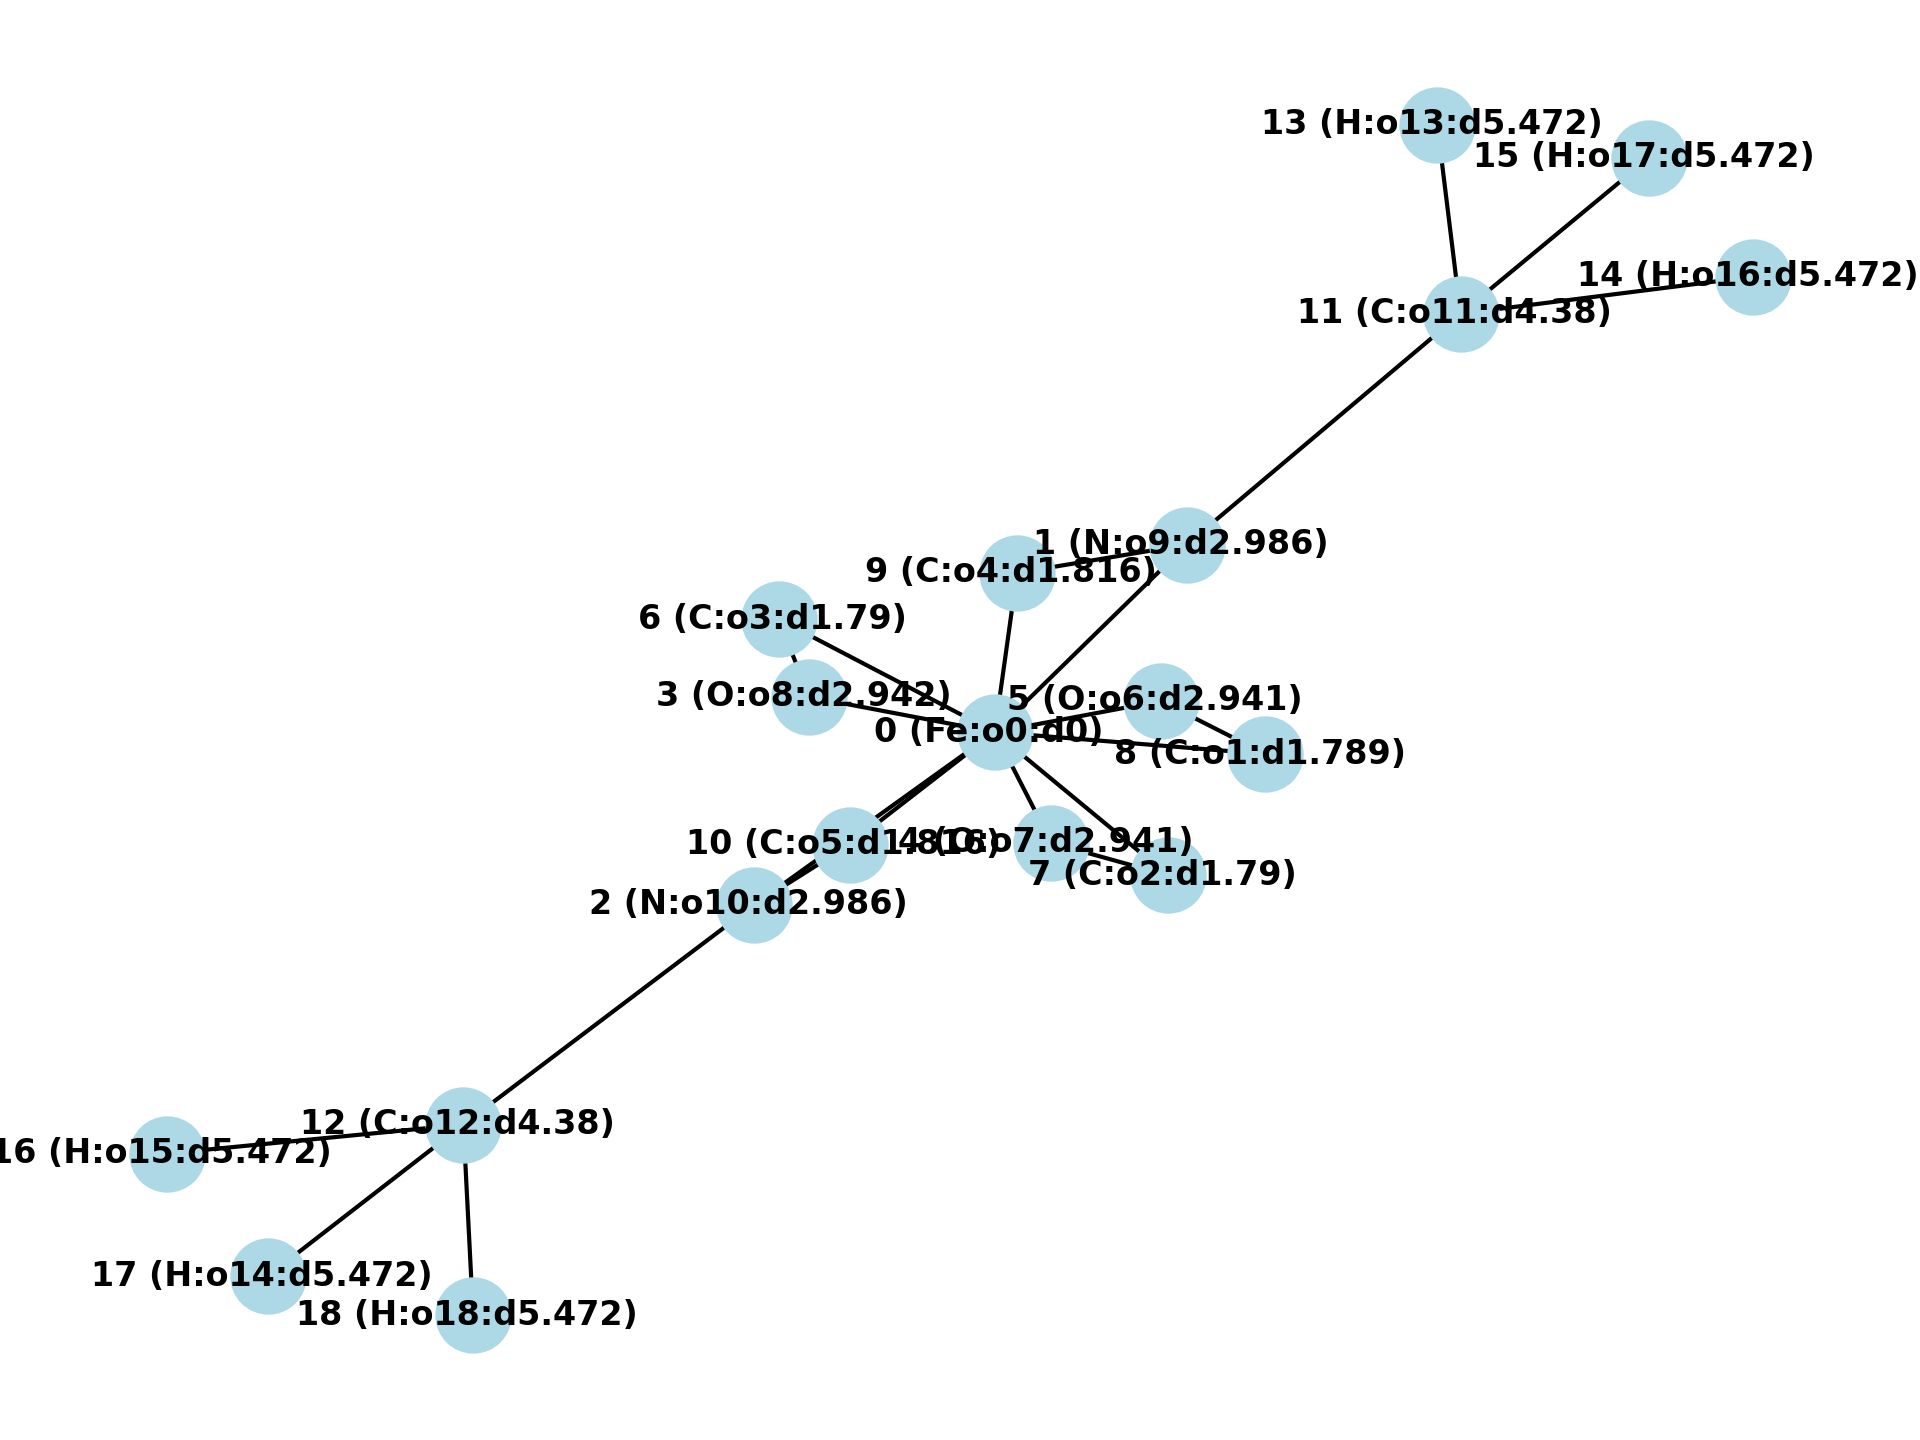 13 (H:o13:d5.472)
15 (H:o17:d5.472)
14 (H:o16:d5.472)
11 (C:o11:d4.38)
1 (N:o9:d2.986)
9 (C:o4:d1.816)
6 (C:o3:d1.79)
3 (O:o8:d2.942)
5 (O:o6:d2.941)
0 (Fe:o0:d0)
8 (C:o1:d1.789)
10 (C:o5:d1.816)
4 (O:o7:d2.941)
7 (C:o2:d1.79)
2 (N:o10:d2.986)
12 (C:o12:d4.38)
16 (H:o15:d5.472)
17 (H:o14:d5.472)
18 (H:o18:d5.472)